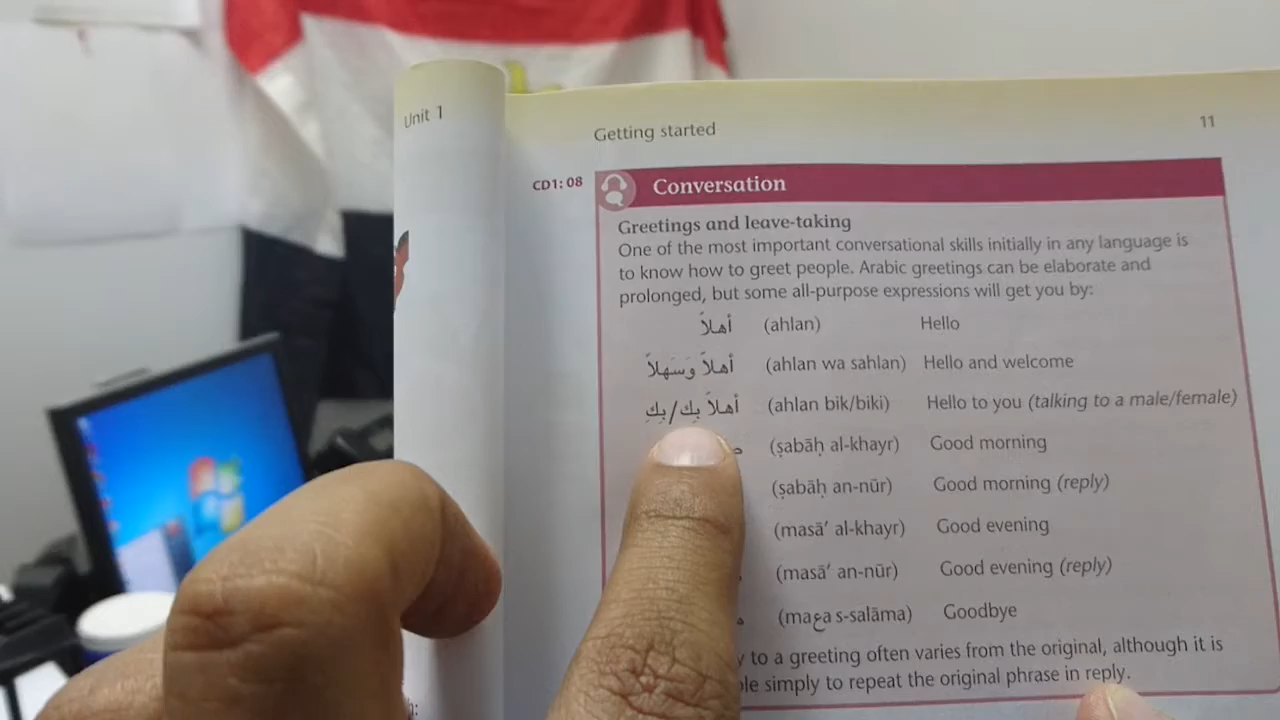 Unit 1
Getting started 11
CD1: 08 Conversation
Greetings and leave-taking
One of the most important conversational skills initially in any language is
to know how to greet people. Arabic greetings can be elaborate and
prolonged, but some all-purpose expressions will get you by:
أهلاً (ahlan) Hello
أهلاً وَسَهلاً (ahlan wa sahlan) Hello and welcome
أهلاً بِك/بِكِ (ahlan bik/biki) Hello to you (talking to a male/female)
(ṣabāḥ al-khayr) Good morning
(ṣabāḥ an-nūr) Good morning (reply)
(masā’ al-khayr) Good evening
(masā’ an-nūr) Good evening (reply)
(maعa s-salāma) Goodbye
to a greeting often varies from the original, although it is
simply to repeat the original phrase in reply.